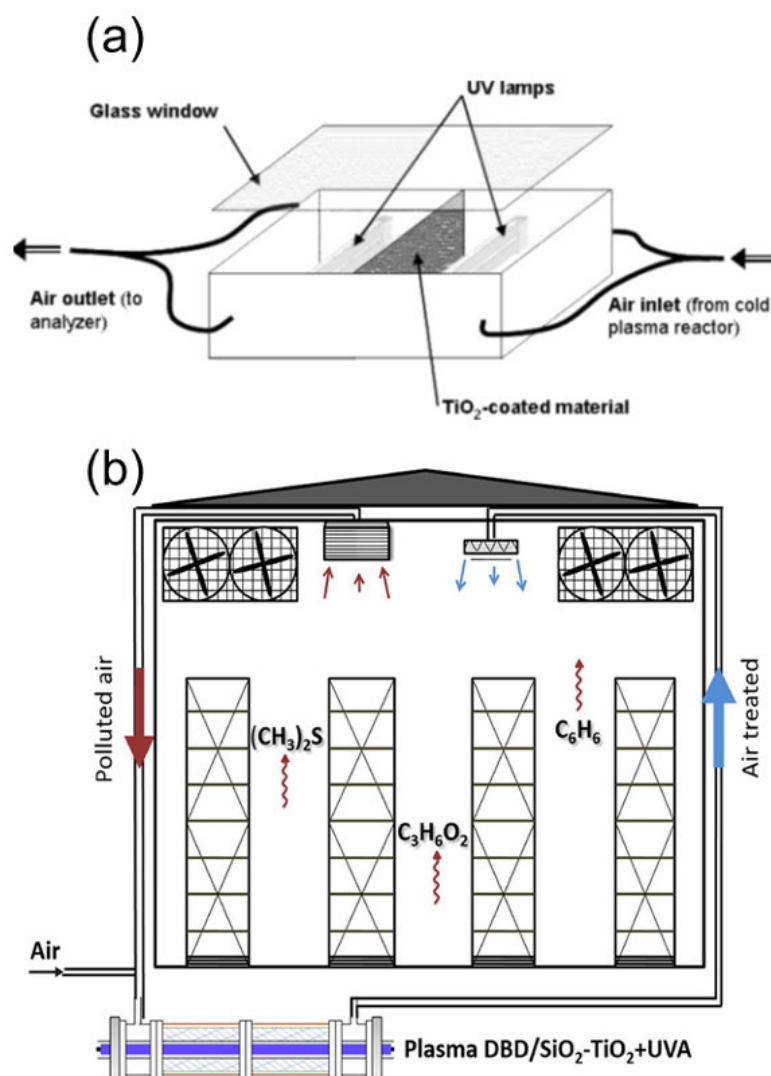 (a)
UV lamps
Glass window
Air outlet (to
analyzer)
Air inlet (from cold
plasma reactor)
TiO₂-coated material
(b)
Polluted air
(CH₃)₂S
C₆H₆
C₃H₆O₂
Air treated
Air
Plasma DBD/SiO₂-TiO₂+UVA